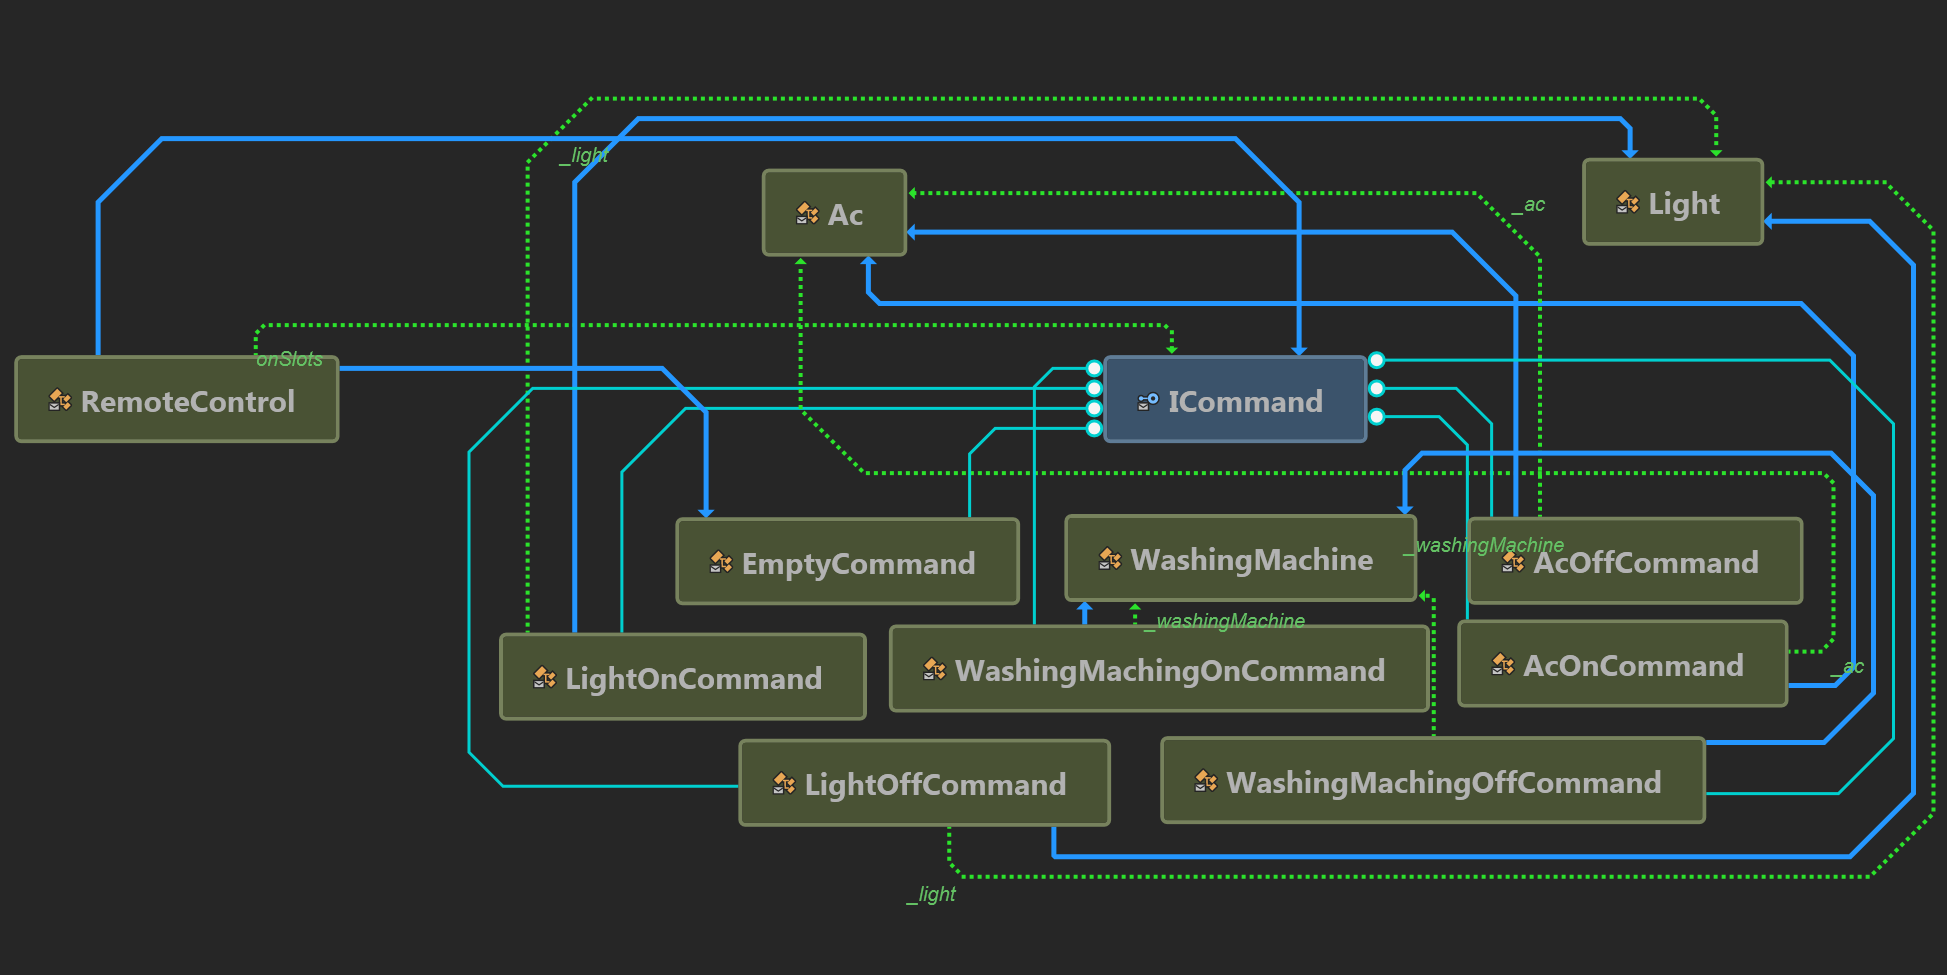 _light
Ac
_ac
Light
onSlots
RemoteControl
ICommand
EmptyCommand
WashingMachine
_washingMachine
AcOffCommand
_washingMachine
LightOnCommand
WashingMachingOnCommand
AcOnCommand
_ac
LightOffCommand
WashingMachingOffCommand
_light